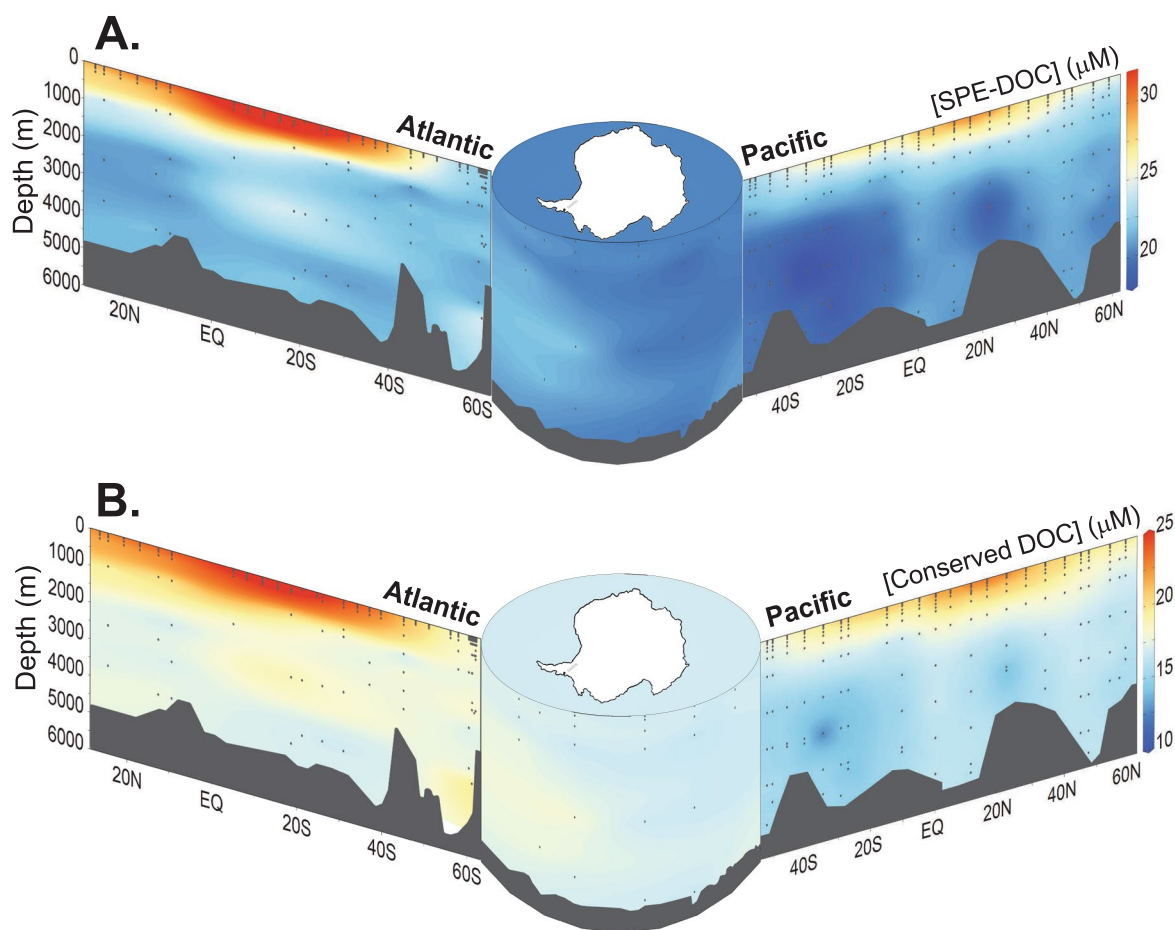 A.
[SPE-DOC] (μM)
Atlantic
Pacific
Depth (m)
0
1000
2000
3000
4000
5000
6000
20N
EQ
20S
40S
60S
40S
20S
EQ
20N
40N
60N
30
25
20
B.
[Conserved DOC] (μM)
Atlantic
Pacific
Depth (m)
0
1000
2000
3000
4000
5000
6000
20N
EQ
20S
40S
60S
40S
20S
EQ
20N
40N
60N
25
20
15
10